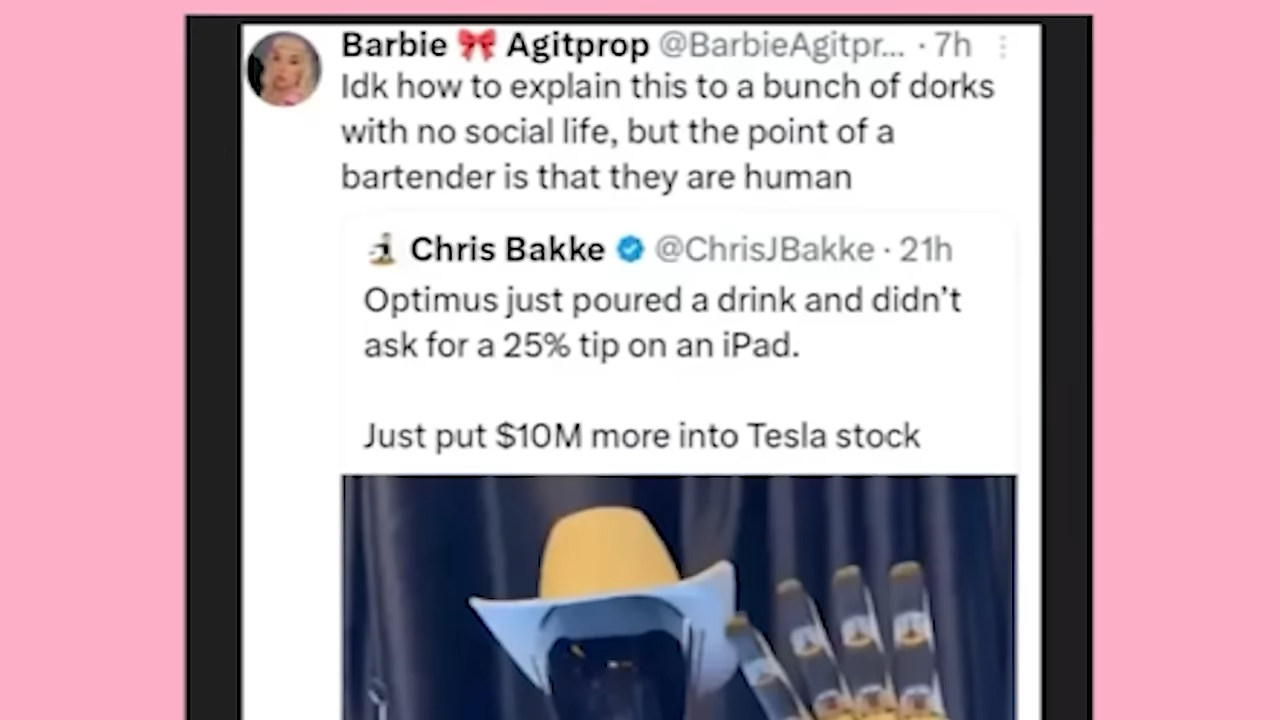 Barbie 🎀 Agitprop @BarbieAgitpr... · 7h
Idk how to explain this to a bunch of dorks
with no social life, but the point of a
bartender is that they are human
Chris Bakke @ChrisJBakke · 21h
Optimus just poured a drink and didn’t
ask for a 25% tip on an iPad.
Just put $10M more into Tesla stock